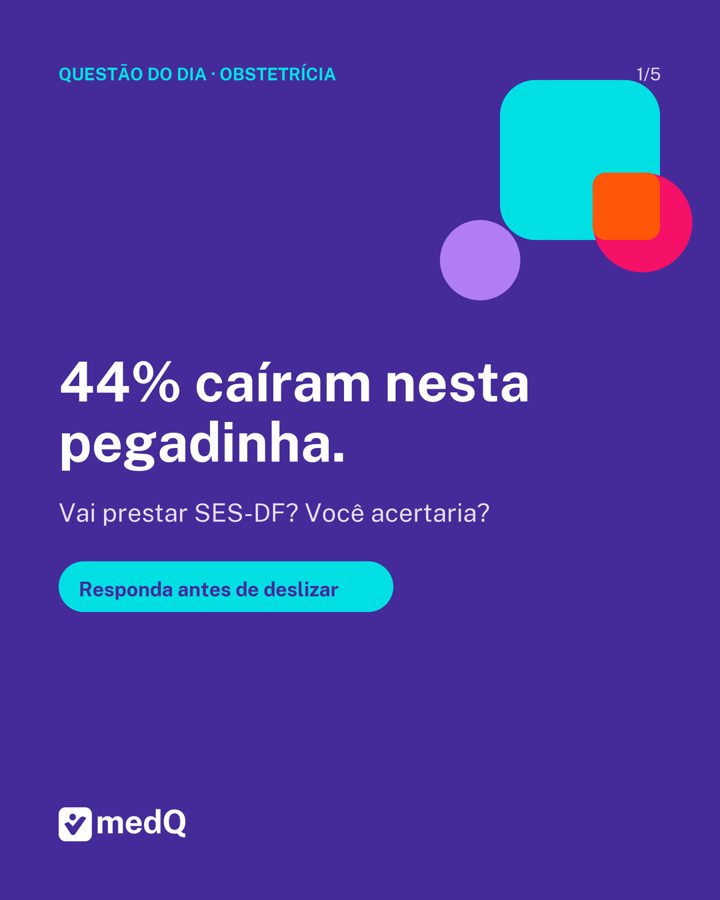 QUESTÃO DO DIA · OBSTETRÍCIA
1/5
44% caíram nesta
pegadinha.
Vai prestar SES-DF? Você acertaria?
Responda antes de deslizar
medQ